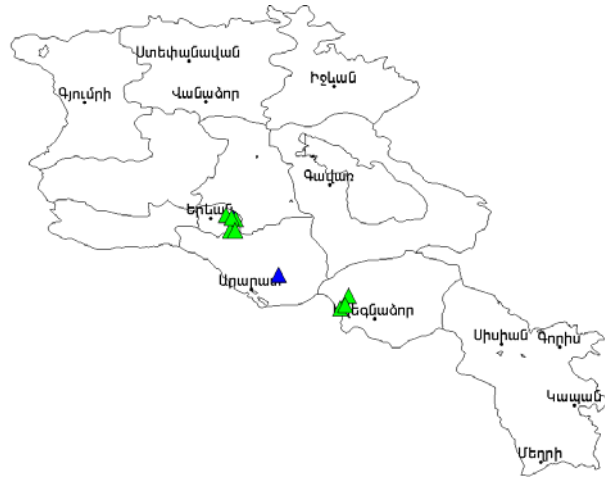 Ստեփանավան
Իջևան
Գյումրի
Վանաձոր
Գավառ
Երևան
Արարատ
Եղեգնաձոր
Սիսիան
Գորիս
Կապան
Մեղրի